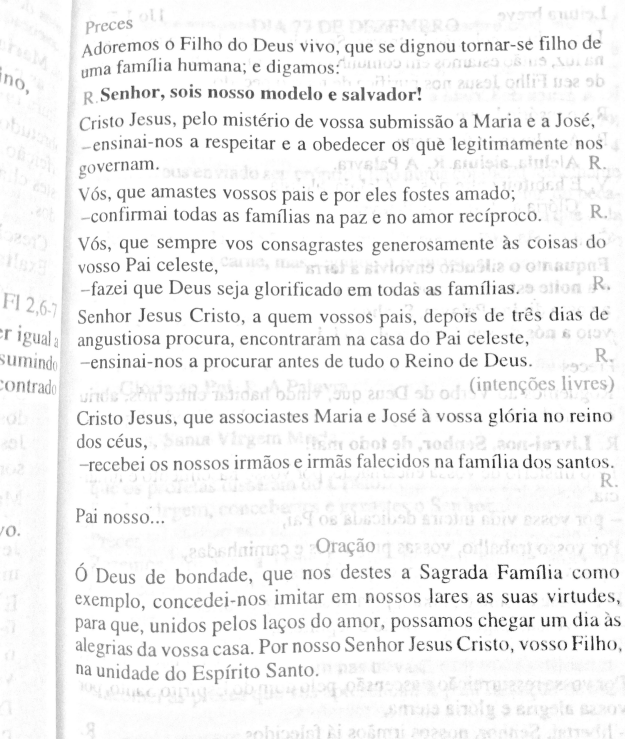 Preces
Adoremos o Filho do Deus vivo, que se dignou tornar-se filho de
uma família humana; e digamos:
R. Senhor, sois nosso modelo e salvador!
Cristo Jesus, pelo mistério de vossa submissão a Maria e a José,
–ensinai-nos a respeitar e a obedecer os que legitimamente nos
governam. R.
Vós, que amastes vossos pais e por eles fostes amado;
–confirmai todas as famílias na paz e no amor recíproco. R.
Vós, que sempre vos consagrastes generosamente às coisas do
vosso Pai celeste,
–fazei que Deus seja glorificado em todas as famílias. R.
Senhor Jesus Cristo, a quem vossos pais, depois de três dias de
angustiosa procura, encontraram na casa do Pai celeste,
–ensinai-nos a procurar antes de tudo o Reino de Deus. R.
(intenções livres)
Cristo Jesus, que associastes Maria e José à vossa glória no reino
dos céus,
–recebei os nossos irmãos e irmãs falecidos na família dos santos.
R.
Pai nosso...
Oração
Ó Deus de bondade, que nos destes a Sagrada Família como
exemplo, concedei-nos imitar em nossos lares as suas virtudes,
para que, unidos pelos laços do amor, possamos chegar um dia às
alegrias da vossa casa. Por nosso Senhor Jesus Cristo, vosso Filho,
na unidade do Espírito Santo.
Fl 2,6-7
igual a